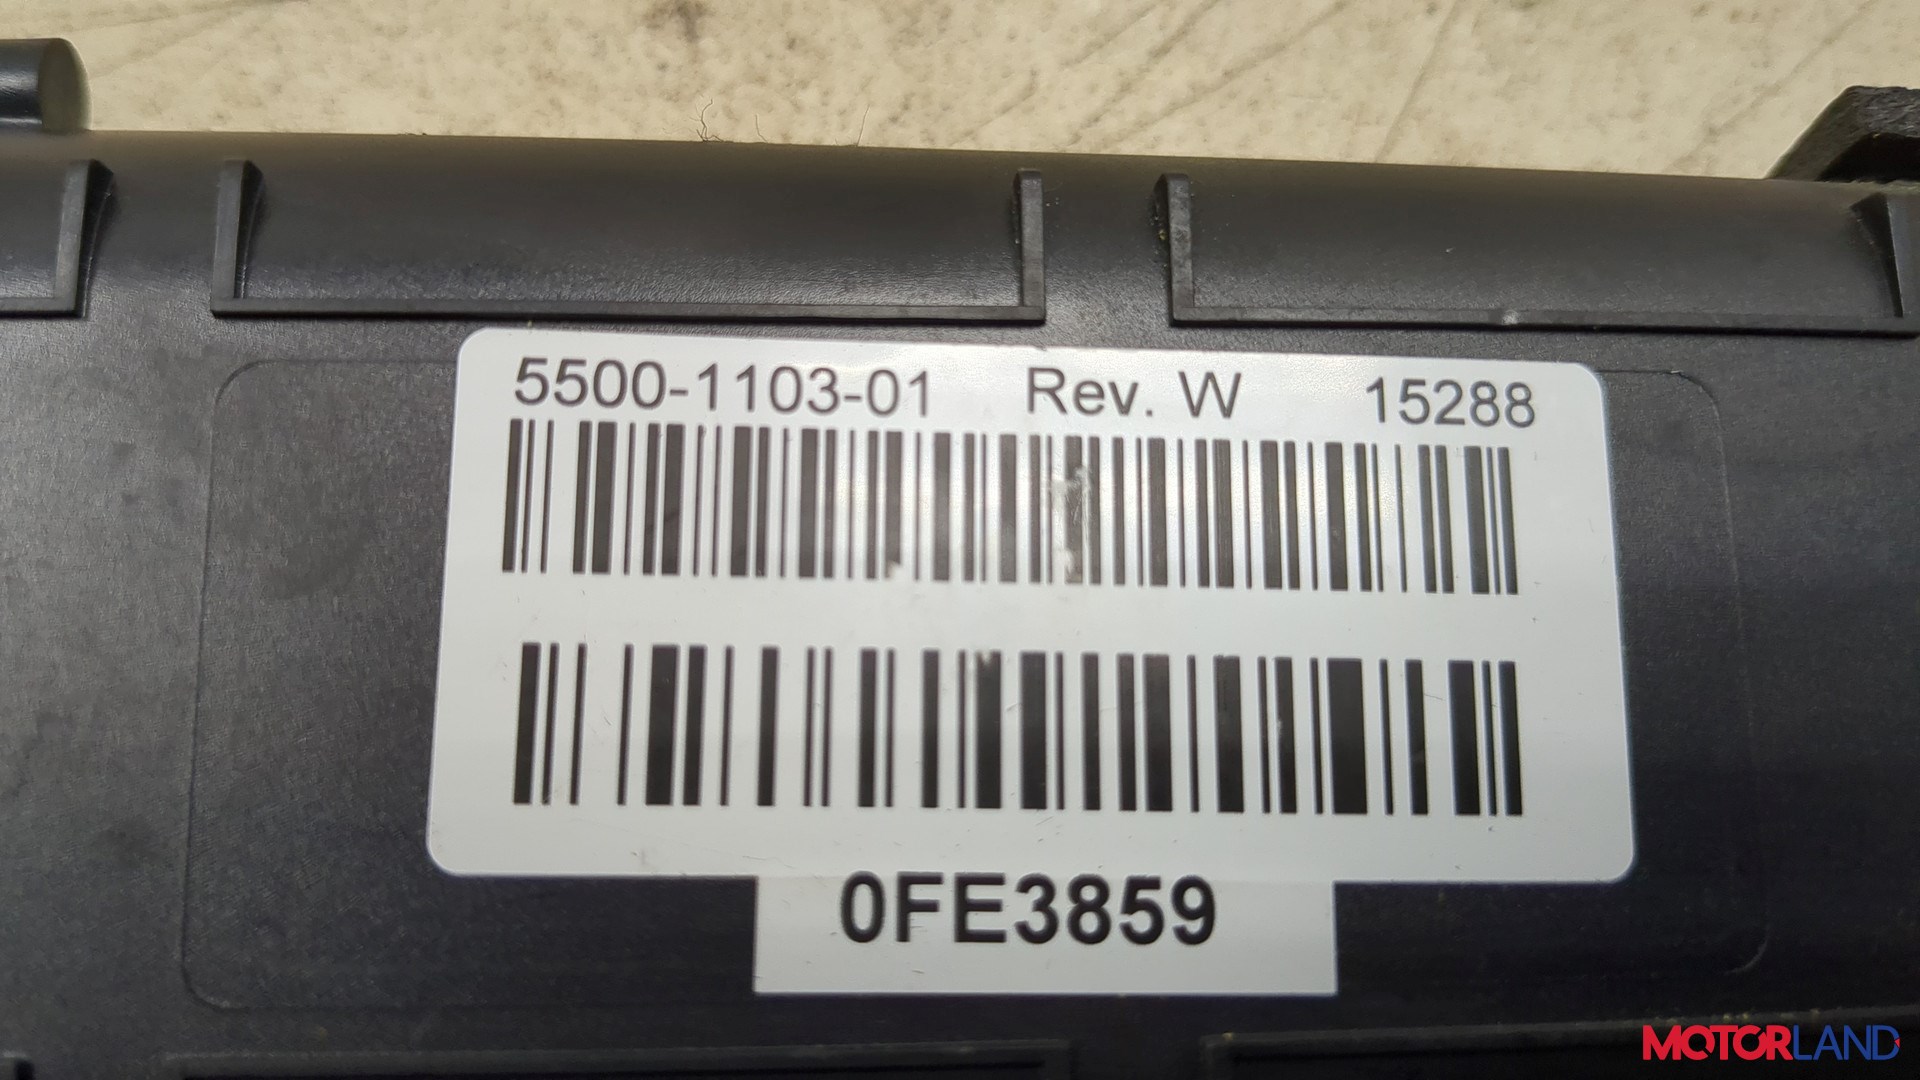 5500-1103-01 Rev. W 15288
0FE3859
MOTORLAND